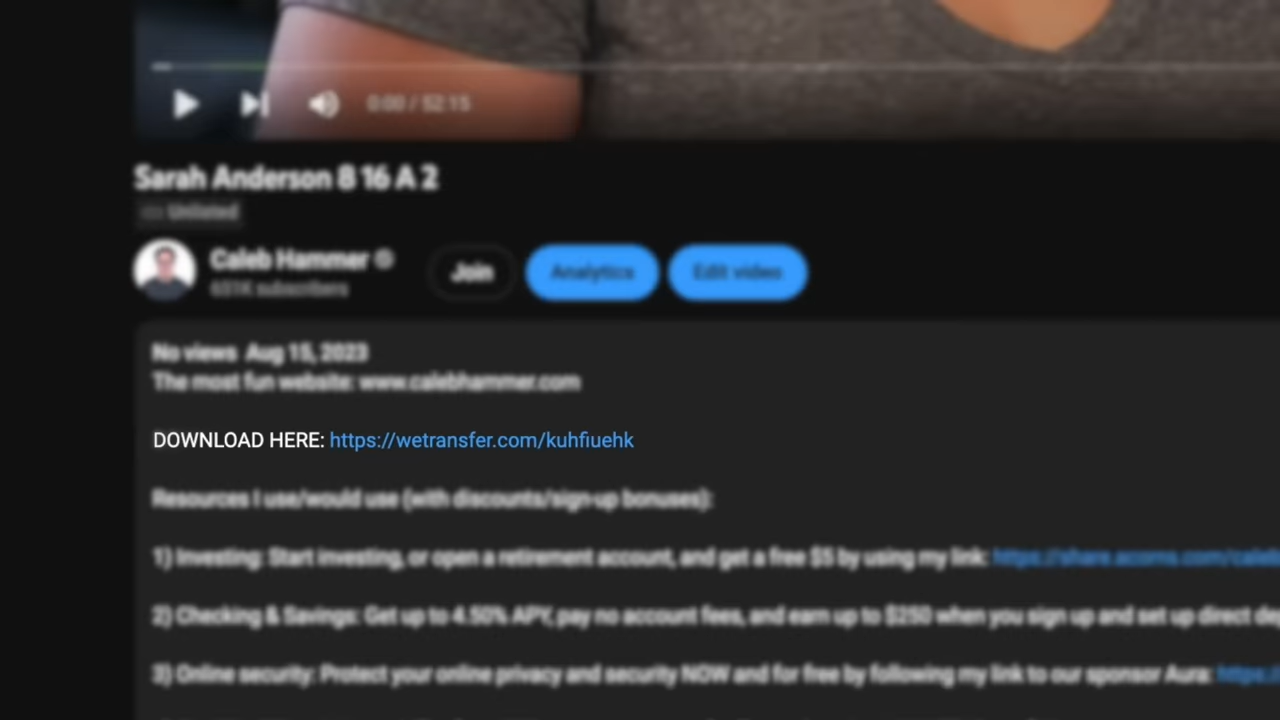 0:00 / 52:15
Sarah Anderson 8 16 A 2
Unlisted
Caleb Hammer
651K subscribers
Join
Analytics
Edit video
No views Aug 15, 2023
The most fun website: www.calebhammer.com
DOWNLOAD HERE: https://wetransfer.com/kuhfiuehk
Resources I use/would use (with discounts/sign-up bonuses):
1) Investing: Start investing, or open a retirement account, and get a free $5 by using my link: https://share.acorns.com/caleb
2) Checking & Savings: Get up to 4.50% APY, pay no account fees, and earn up to $250 when you sign up and set up direct de
3) Online security: Protect your online privacy and security NOW and for free by following my link to our sponsor Aura: https:/